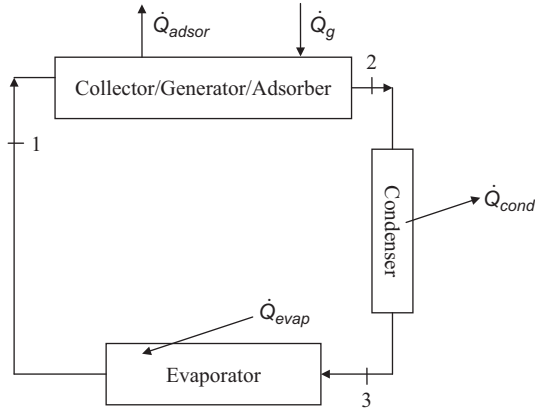 Q̇adsor
Q̇g
2
Collector/Generator/Adsorber
1
Condenser
Q̇cond
Q̇evap
Evaporator
3